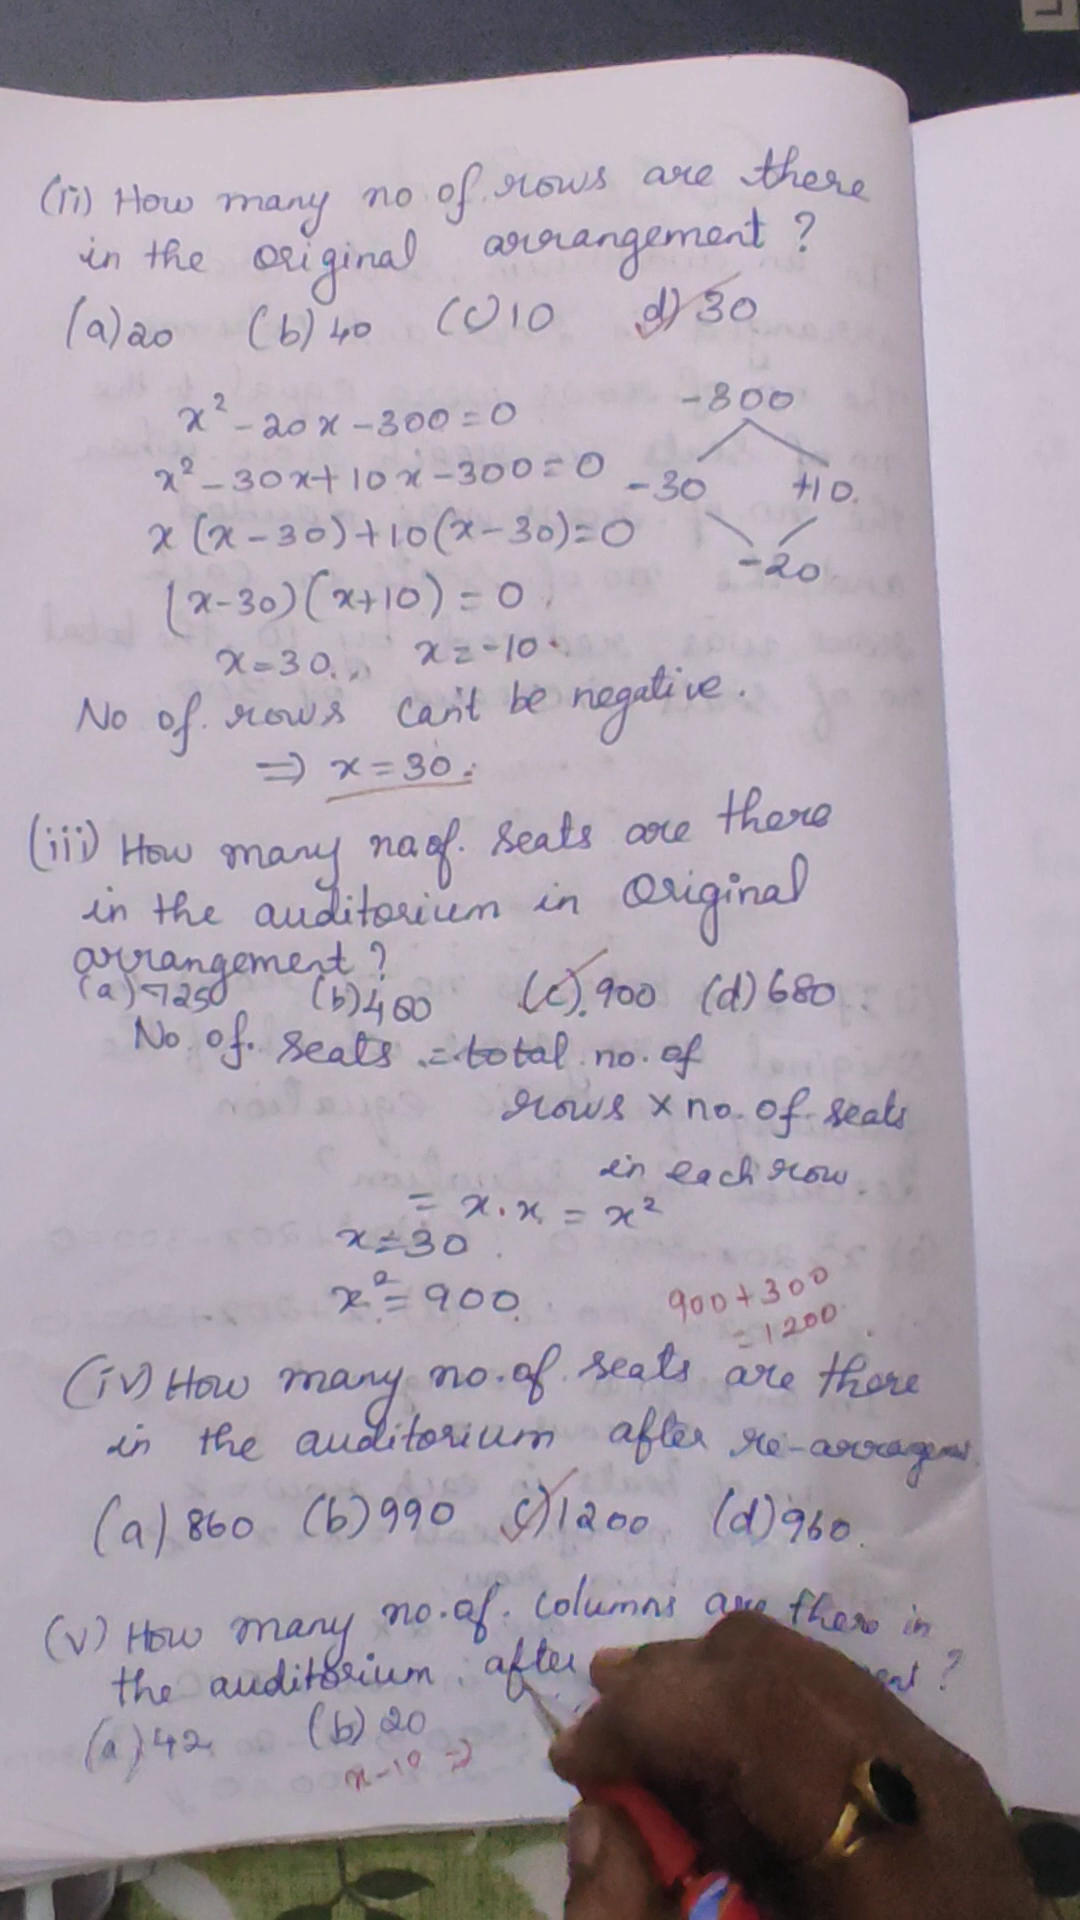 (ii) How many no. of. rows are there
in the original arrangement?
(a) 20 (b) 40 (c) 10 (d) 30
x² - 20x - 300 = 0
-300
x² - 30x + 10x - 300 = 0
-30 +10.
x(x-30)+10(x-30)=0
-20
(x-30)(x+10) = 0.
x=30. x=-10.
No of. rows can't be negative.
⇒ x = 30.
(iii) How many no of. seats are there
in the auditorium in Original
arrangement?
(a) 7250 (b) 460 (c). 900 (d) 680.
No. of. seats = total no. of
rows × no. of. seats
in each row
= x.x = x²
x=30.
x² = 900.
900+300
=1200.
(iv) How many no. of. seats are there
in the auditorium after re-arrangem
(a) 860 (b) 990 (c) 1200 (d) 960.
(v) How many no. of. columns are there in
the auditorium. after ent?
(a) 42 (b) 20
x-10 ⇒